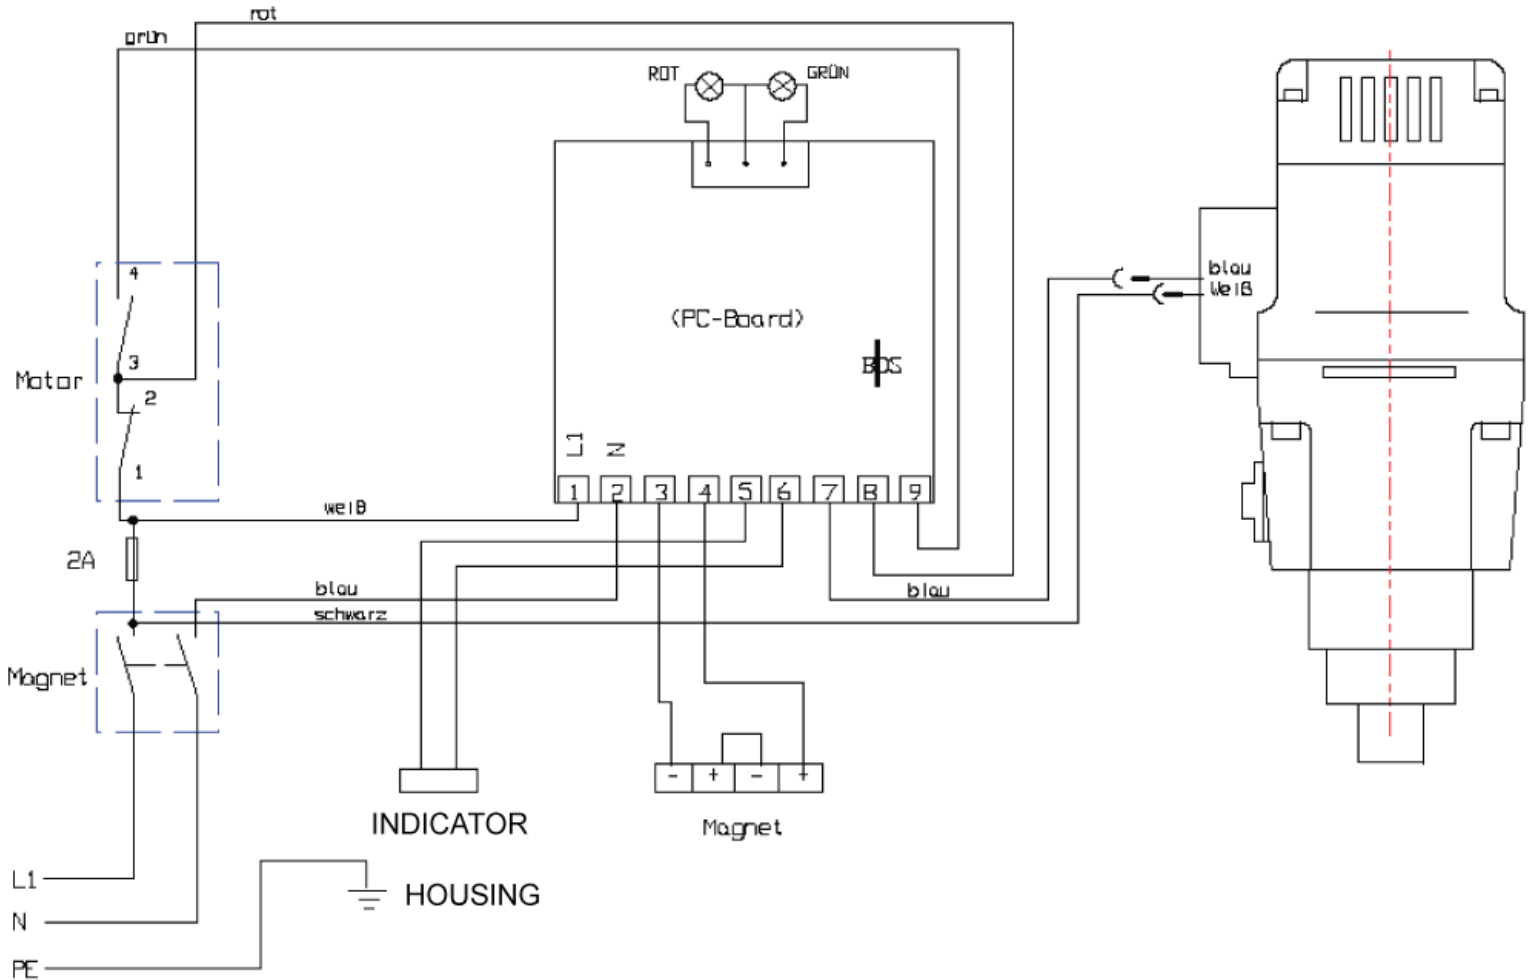 rot
grün
ROT
GRÜN
4
3
Motor
2
1
(PC-Board)
BDS
blau
Weiß
L1
N
1
2
3
4
5
6
7
8
9
weiß
2A
blau
blau
schwarz
Magnet
- + - +
INDICATOR
Magnet
L1
HOUSING
N
PE